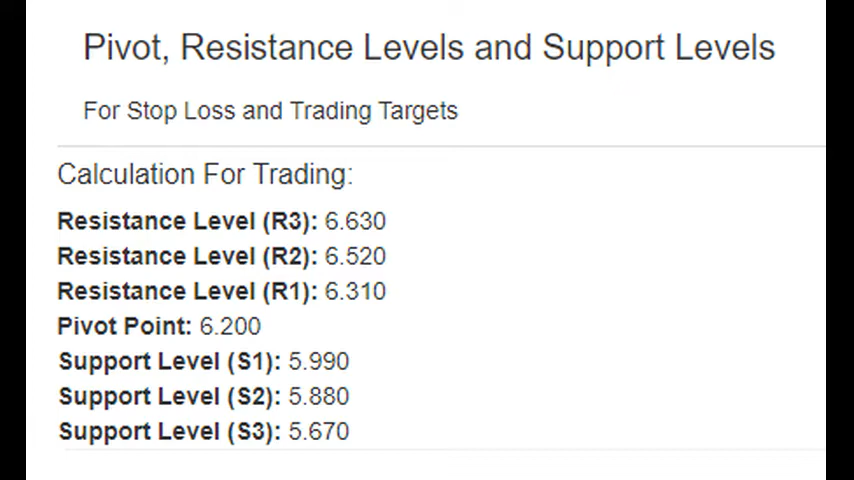 Pivot, Resistance Levels and Support Levels
For Stop Loss and Trading Targets
Calculation For Trading:
Resistance Level (R3): 6.630
Resistance Level (R2): 6.520
Resistance Level (R1): 6.310
Pivot Point: 6.200
Support Level (S1): 5.990
Support Level (S2): 5.880
Support Level (S3): 5.670